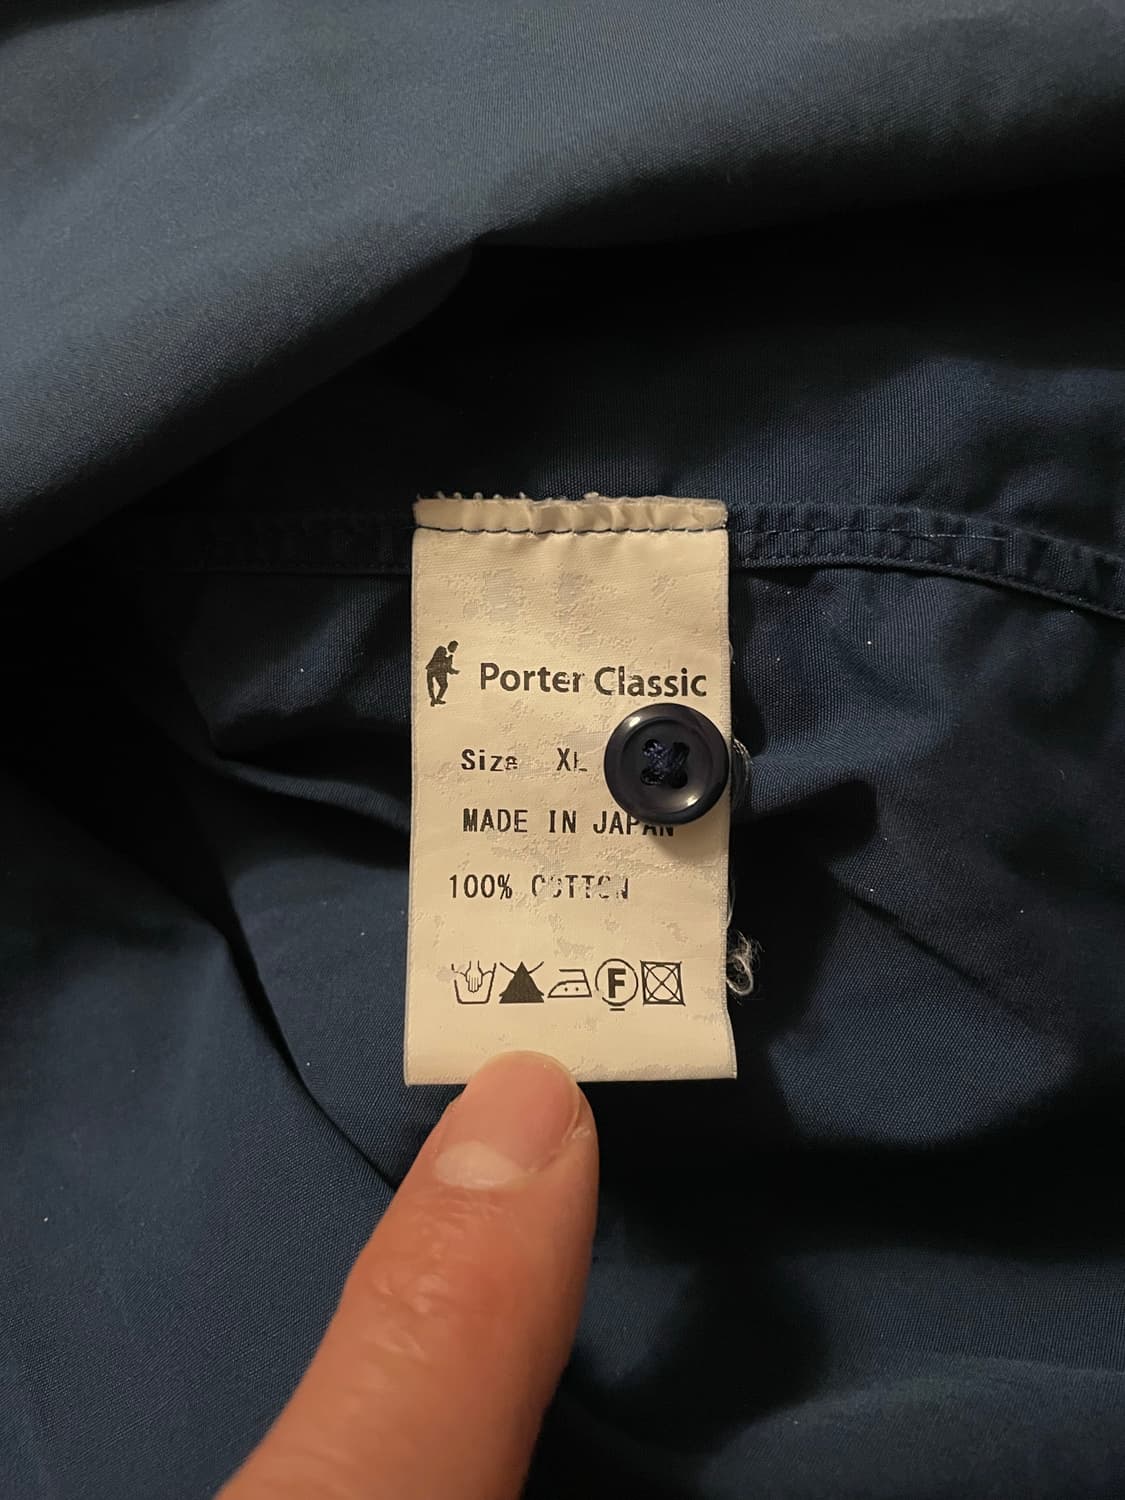 Porter Classic
Size XL
MADE IN JAPAN
100% COTTON
F